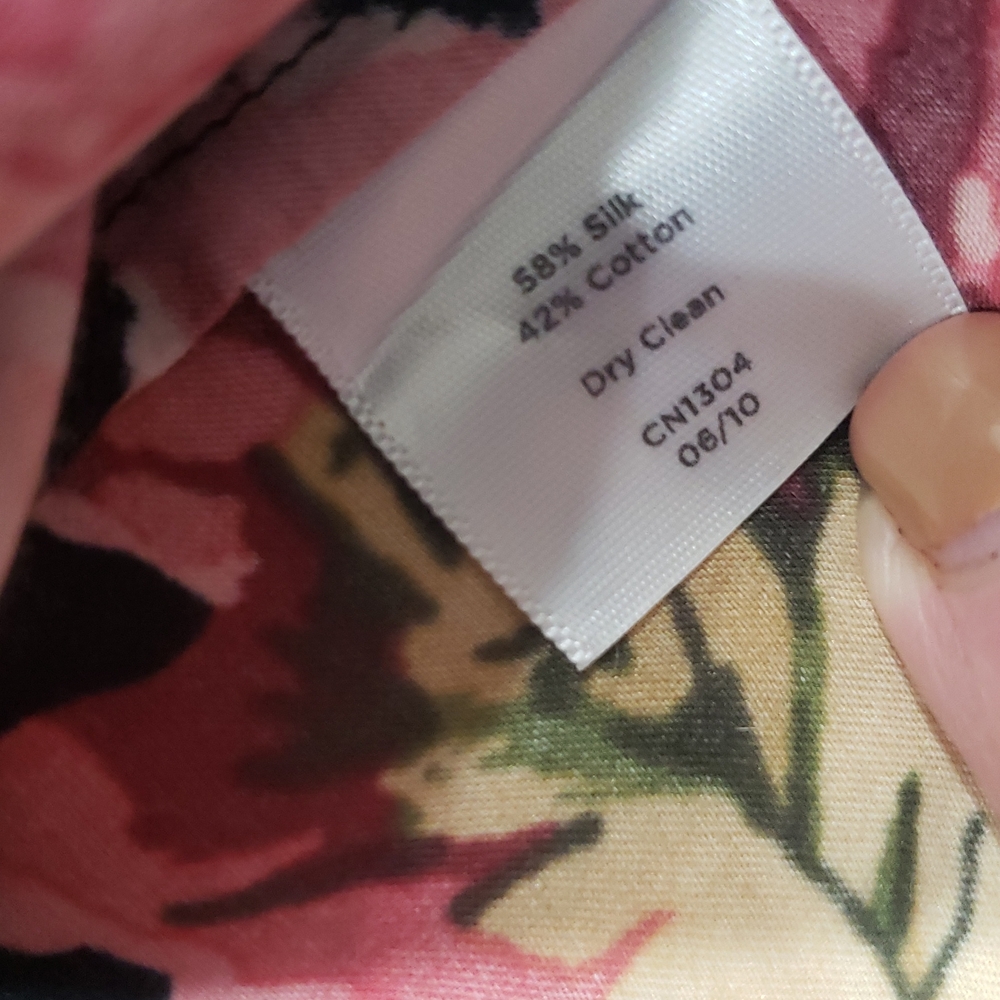 58% Silk
42% Cotton
Dry Clean
CN1304
06/10